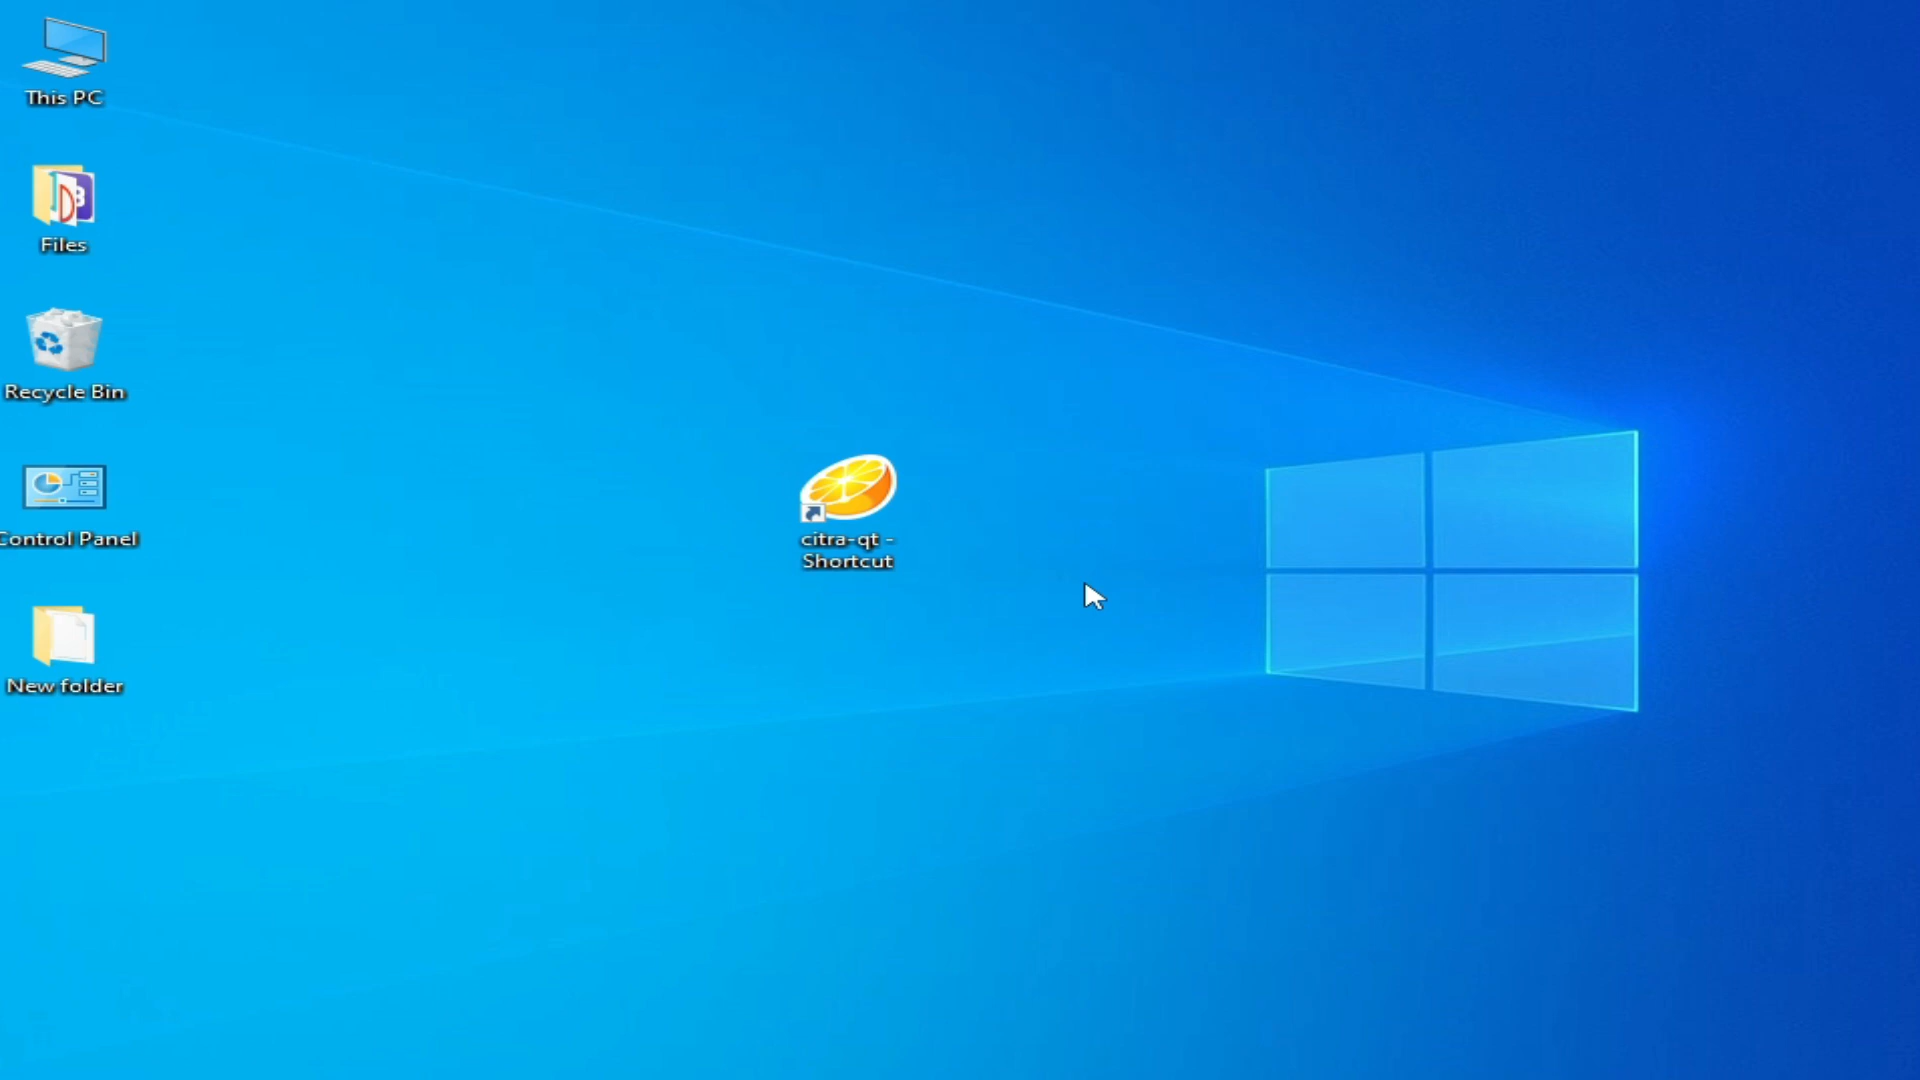 This PC
Files
Recycle Bin
Control Panel
New folder
citra-qt -
Shortcut